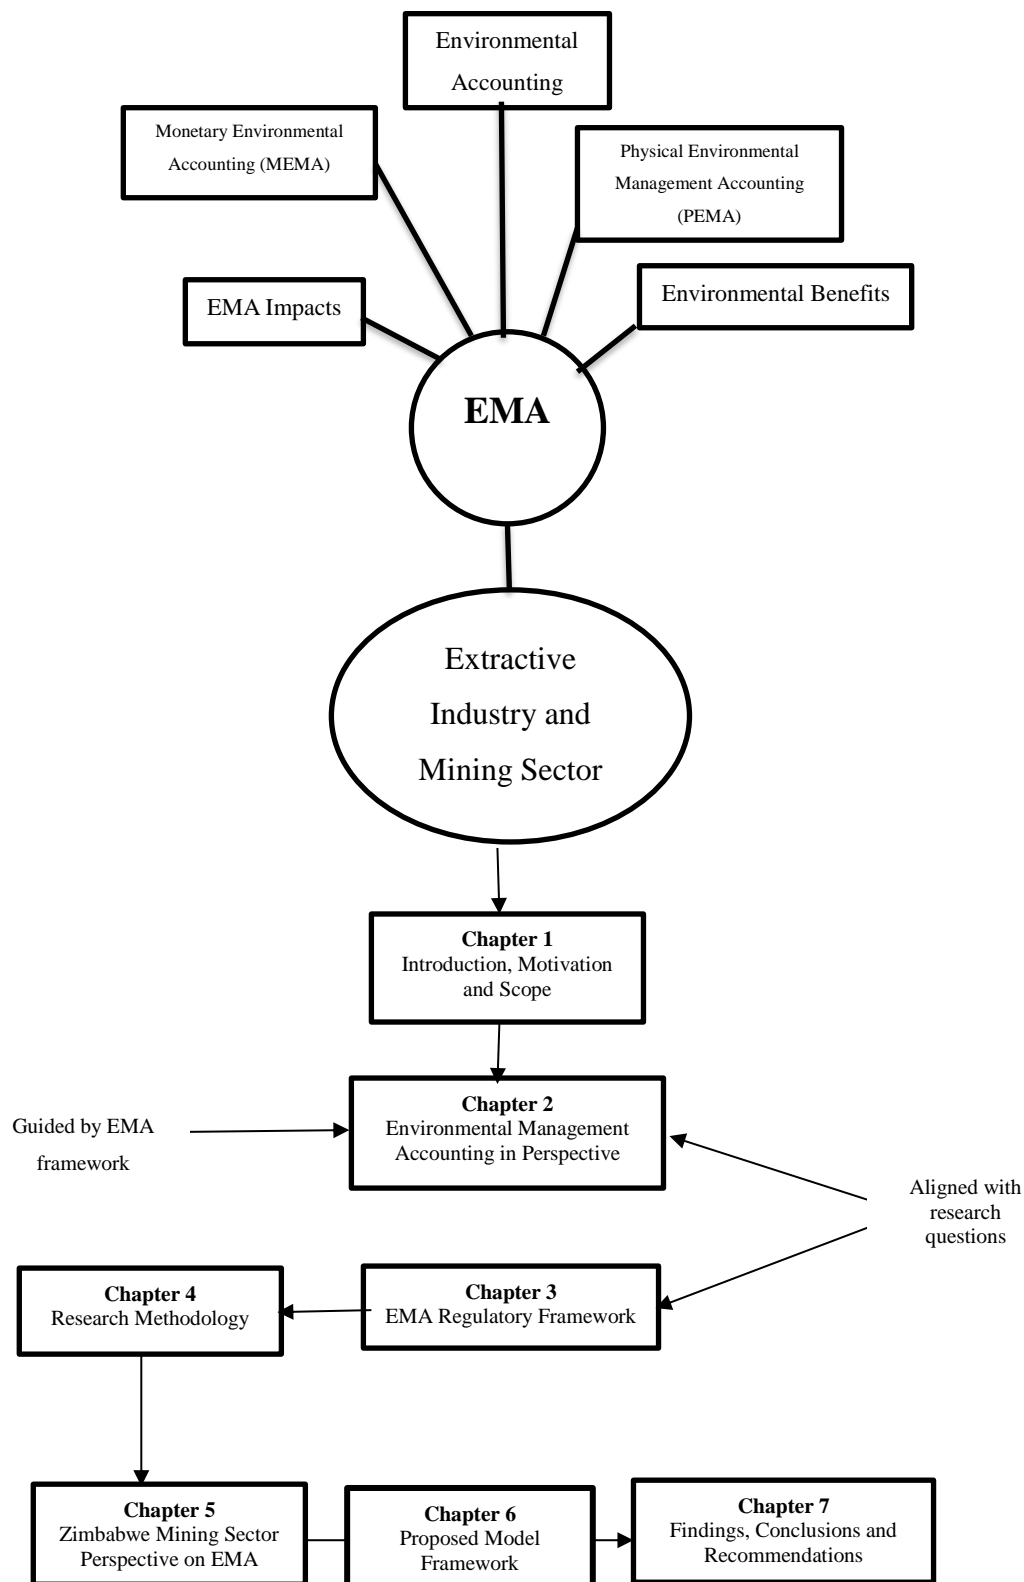 Environmental
Accounting
Monetary Environmental
Accounting (MEMA)
Physical Environmental
Management Accounting
(PEMA)
EMA Impacts
Environmental Benefits
EMA
Extractive
Industry and
Mining Sector
Chapter 1
Introduction, Motivation
and Scope
Chapter 2
Environmental Management
Accounting in Perspective
Guided by EMA
framework
Aligned with
research
questions
Chapter 3
EMA Regulatory Framework
Chapter 4
Research Methodology
Chapter 5
Zimbabwe Mining Sector
Perspective on EMA
Chapter 6
Proposed Model
Framework
Chapter 7
Findings, Conclusions and
Recommendations